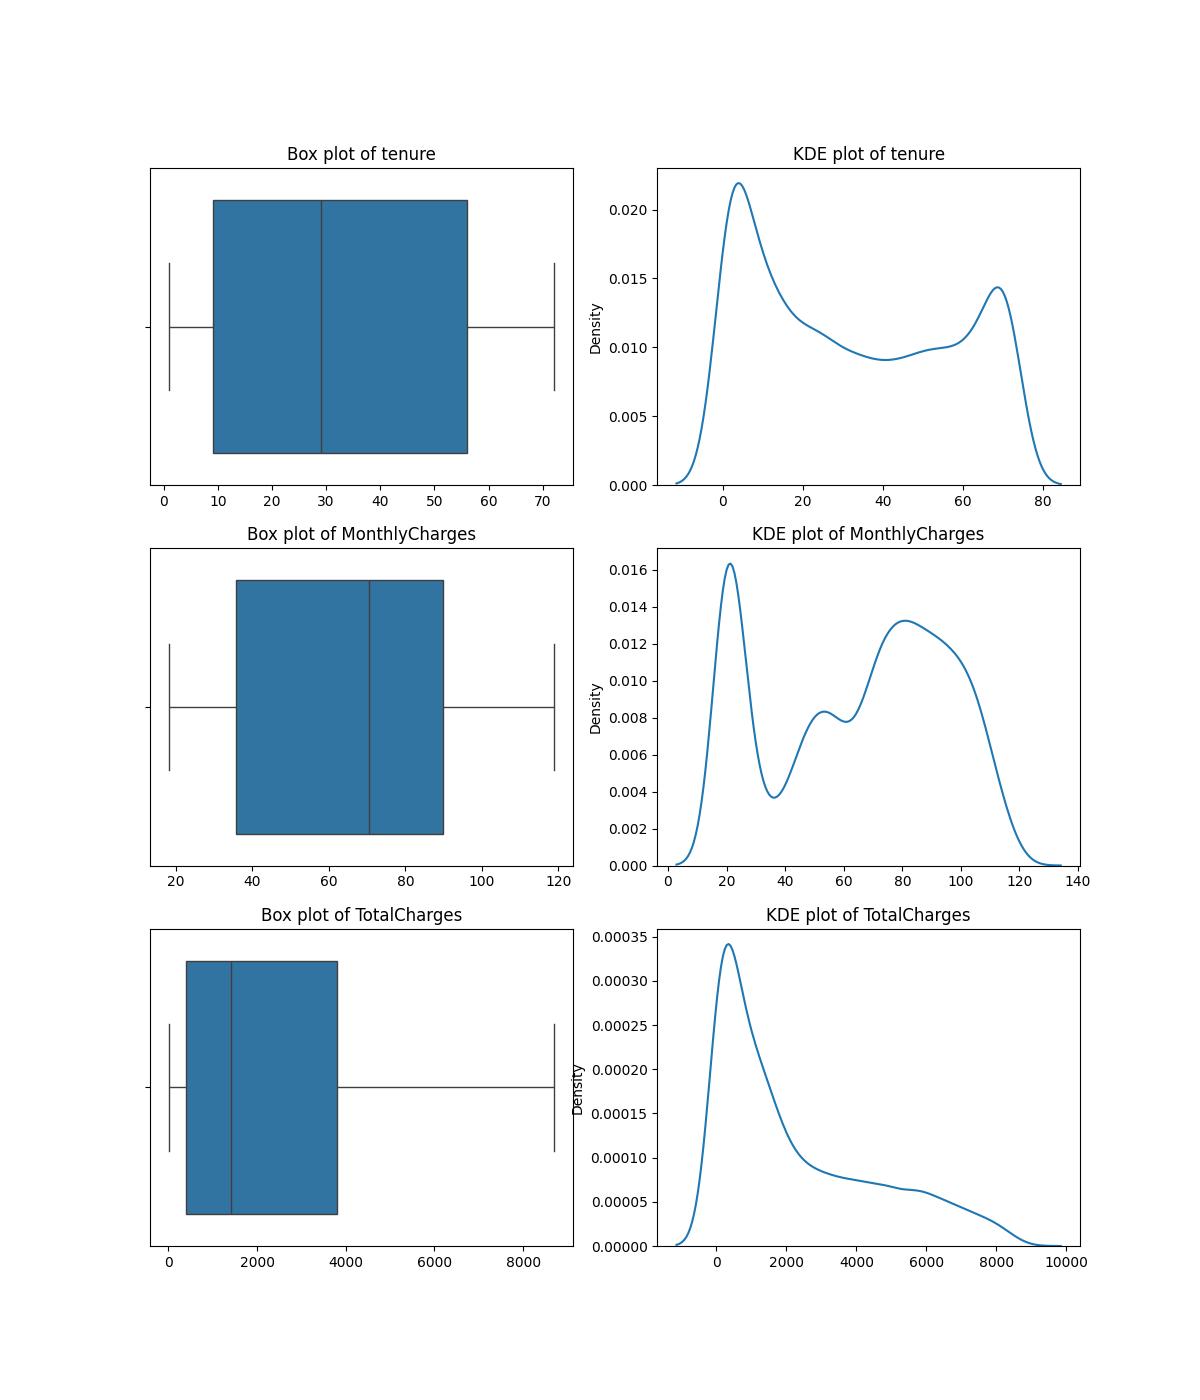 Box plot of tenure
0 10 20 30 40 50 60 70
KDE plot of tenure
Density
0.020
0.015
0.010
0.005
0.000
0 20 40 60 80
Box plot of MonthlyCharges
20 40 60 80 100 120
KDE plot of MonthlyCharges
Density
0.016
0.014
0.012
0.010
0.008
0.006
0.004
0.002
0.000
0 20 40 60 80 100 120 140
Box plot of TotalCharges
0 2000 4000 6000 8000
KDE plot of TotalCharges
Density
0.00035
0.00030
0.00025
0.00020
0.00015
0.00010
0.00005
0.00000
0 2000 4000 6000 8000 10000